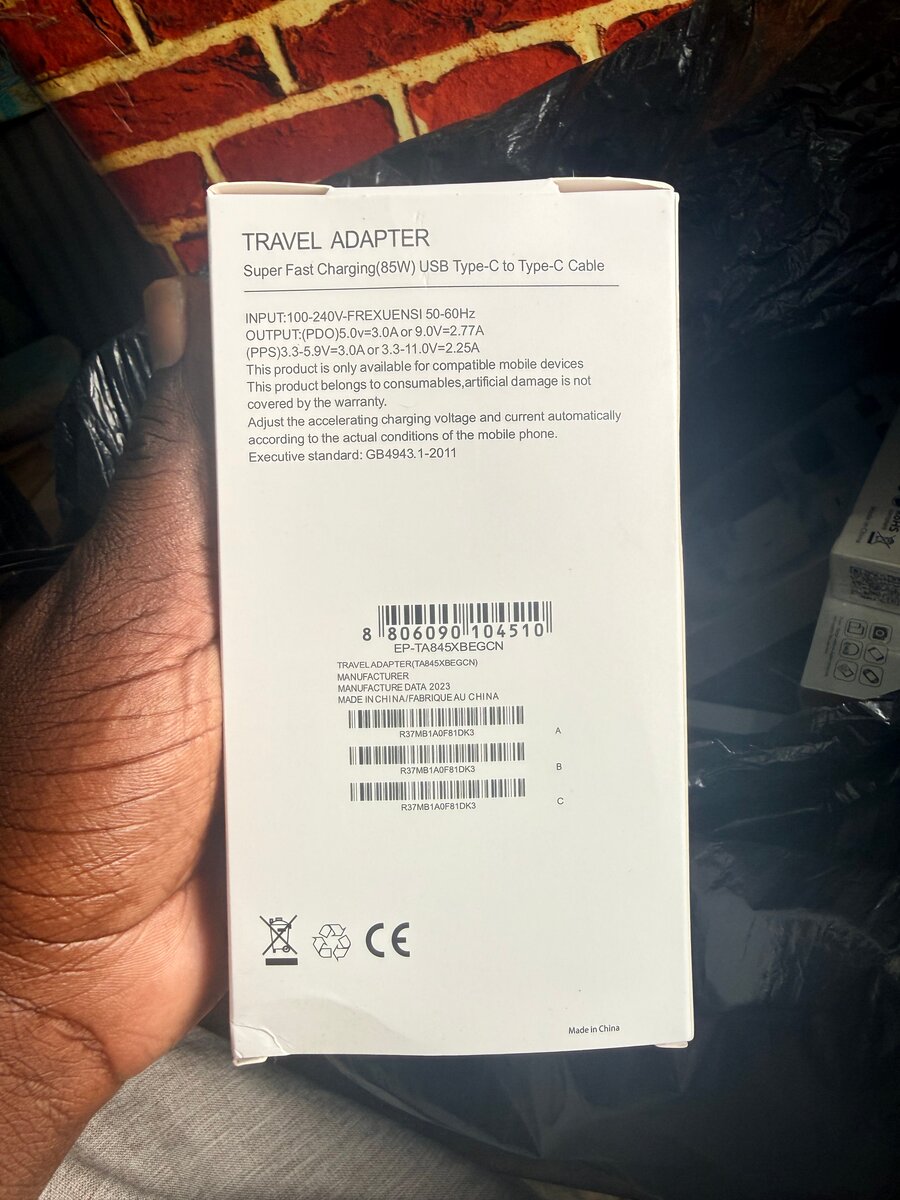 TRAVEL ADAPTER
Super Fast Charging(85W) USB Type-C to Type-C Cable
INPUT:100-240V-FREXUENSI 50-60Hz
OUTPUT:(PDO)5.0v=3.0A or 9.0V=2.77A
(PPS)3.3-5.9V=3.0A or 3.3-11.0V=2.25A
This product is only available for compatible mobile devices
This product belongs to consumables,artificial damage is not
covered by the warranty.
Adjust the accelerating charging voltage and current automatically
according to the actual conditions of the mobile phone.
Executive standard: GB4943.1-2011
8 806090 104510
EP-TA845XBEGCN
TRAVEL ADAPTER(TA845XBEGCN)
MANUFACTURER
MANUFACTURE DATA 2023
MADE IN CHINA/FABRIQUE AU CHINA
R37MB1A0F81DK3 A
R37MB1A0F81DK3 B
R37MB1A0F81DK3 C
CE
Made in China
Made in China